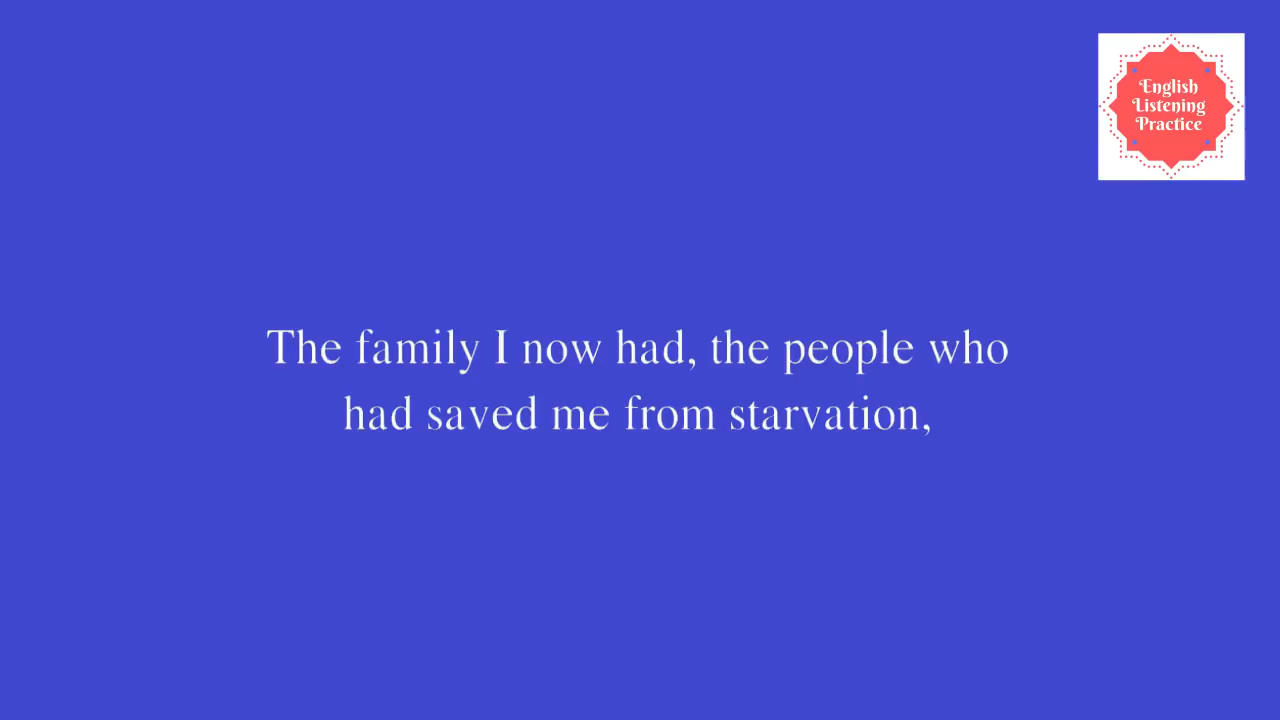 English
Listening
Practice
The family I now had, the people who
had saved me from starvation,